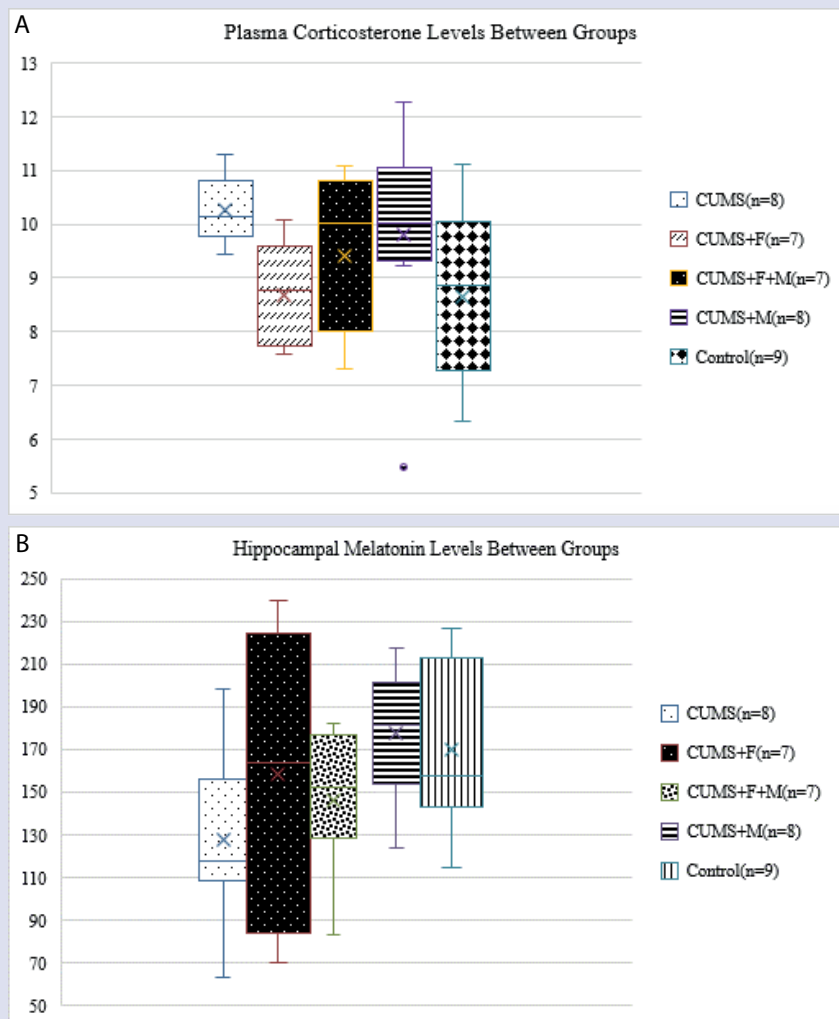 A
Plasma Corticosterone Levels Between Groups
13
12
11
10
9
8
7
6
5
CUMS(n=8)
CUMS+F(n=7)
CUMS+F+M(n=7)
CUMS+M(n=8)
Control(n=9)
B
Hippocampal Melatonin Levels Between Groups
250
230
210
190
170
150
130
110
90
70
50
CUMS(n=8)
CUMS+F(n=7)
CUMS+F+M(n=7)
CUMS+M(n=8)
Control(n=9)